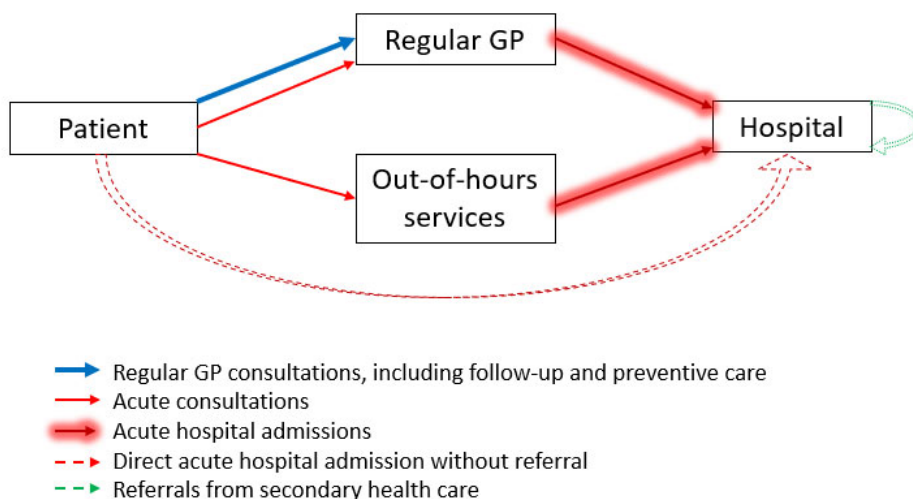 Regular GP
Patient
Hospital
Out-of-hours
services
Regular GP consultations, including follow-up and preventive care
Acute consultations
Acute hospital admissions
Direct acute hospital admission without referral
Referrals from secondary health care